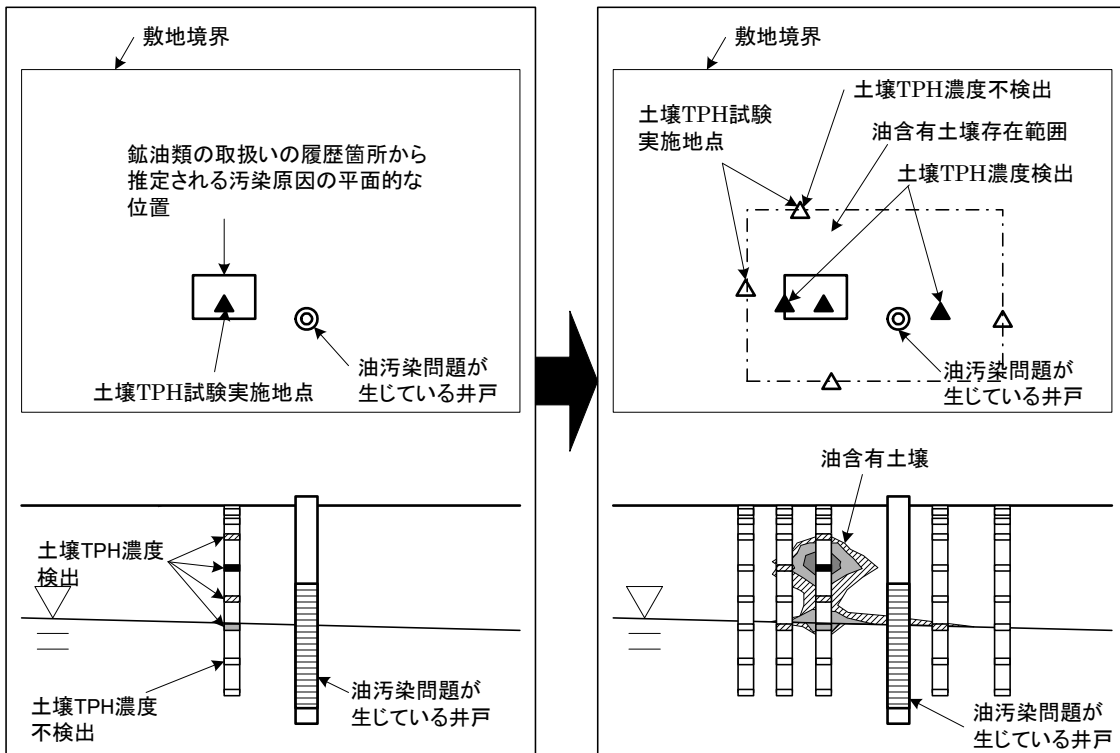 敷地境界
鉱油類の取扱いの履歴箇所から
推定される汚染原因の平面的な
位置
土壌TPH試験実施地点
油汚染問題が
生じている井戸
土壌TPH濃度
検出
土壌TPH濃度
不検出
油汚染問題が
生じている井戸
敷地境界
土壌TPH濃度不検出
土壌TPH試験
実施地点
油含有土壌存在範囲
土壌TPH濃度検出
油汚染問題が
生じている井戸
油含有土壌
油汚染問題が
生じている井戸